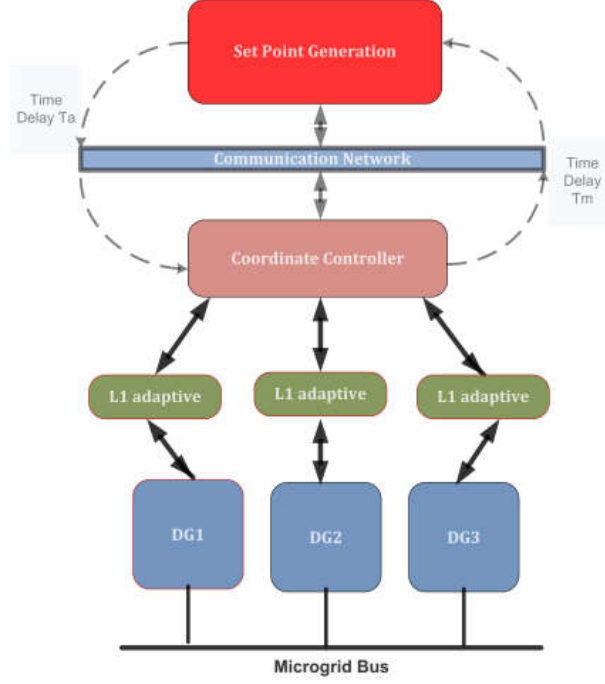 Set Point Generation
Time
Delay Ta
Communication Network
Time
Delay
Tm
Coordinate Controller
L1 adaptive
L1 adaptive
L1 adaptive
DG1
DG2
DG3
Microgrid Bus